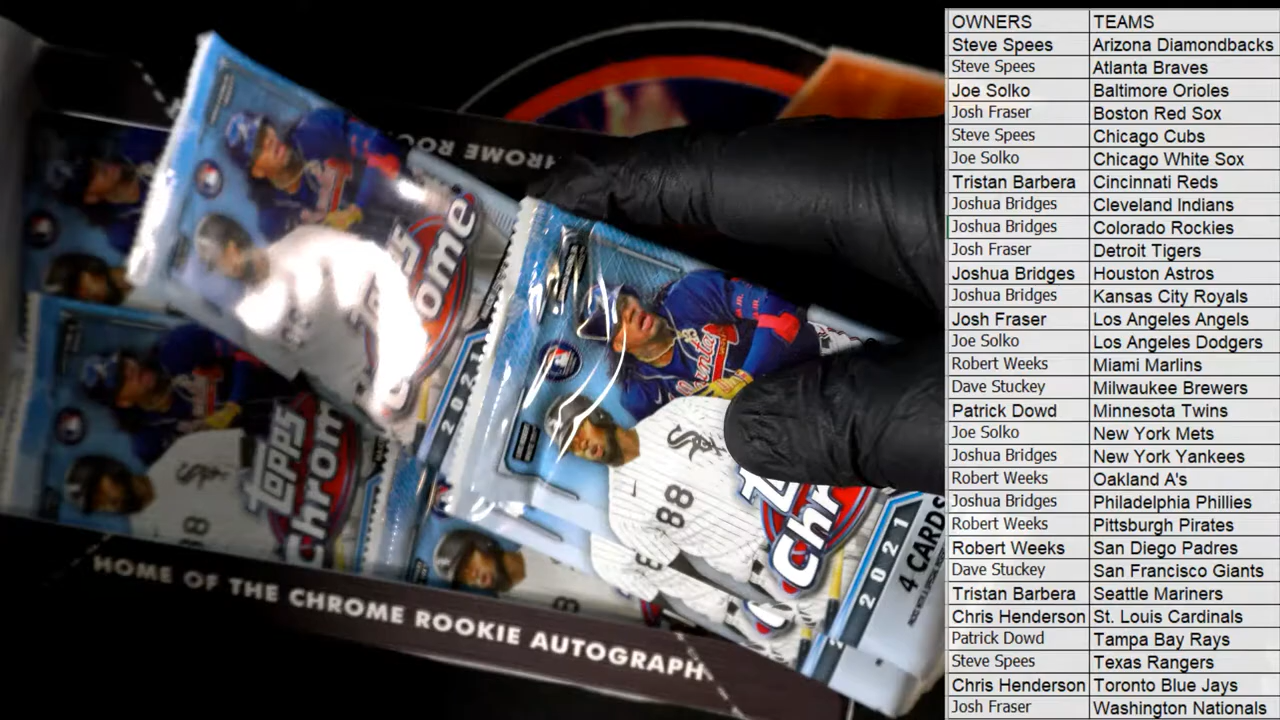 OWNERS TEAMS
Steve Spees Arizona Diamondbacks
Steve Spees Atlanta Braves
Joe Solko Baltimore Orioles
Josh Fraser Boston Red Sox
Steve Spees Chicago Cubs
Joe Solko Chicago White Sox
Tristan Barbera Cincinnati Reds
Joshua Bridges Cleveland Indians
Joshua Bridges Colorado Rockies
Josh Fraser Detroit Tigers
Joshua Bridges Houston Astros
Joshua Bridges Kansas City Royals
Josh Fraser Los Angeles Angels
Joe Solko Los Angeles Dodgers
Robert Weeks Miami Marlins
Dave Stuckey Milwaukee Brewers
Patrick Dowd Minnesota Twins
Joe Solko New York Mets
Joshua Bridges New York Yankees
Robert Weeks Oakland A's
Joshua Bridges Philadelphia Phillies
Robert Weeks Pittsburgh Pirates
Robert Weeks San Diego Padres
Dave Stuckey San Francisco Giants
Tristan Barbera Seattle Mariners
Chris Henderson St. Louis Cardinals
Patrick Dowd Tampa Bay Rays
Steve Spees Texas Rangers
Chris Henderson Toronto Blue Jays
Josh Fraser Washington Nationals
HOME OF THE CHROME ROOKIE AUTOGRAPH
TOPPS
Chrom
88
2021
4 CARDS
Sox
88
Chr
2021